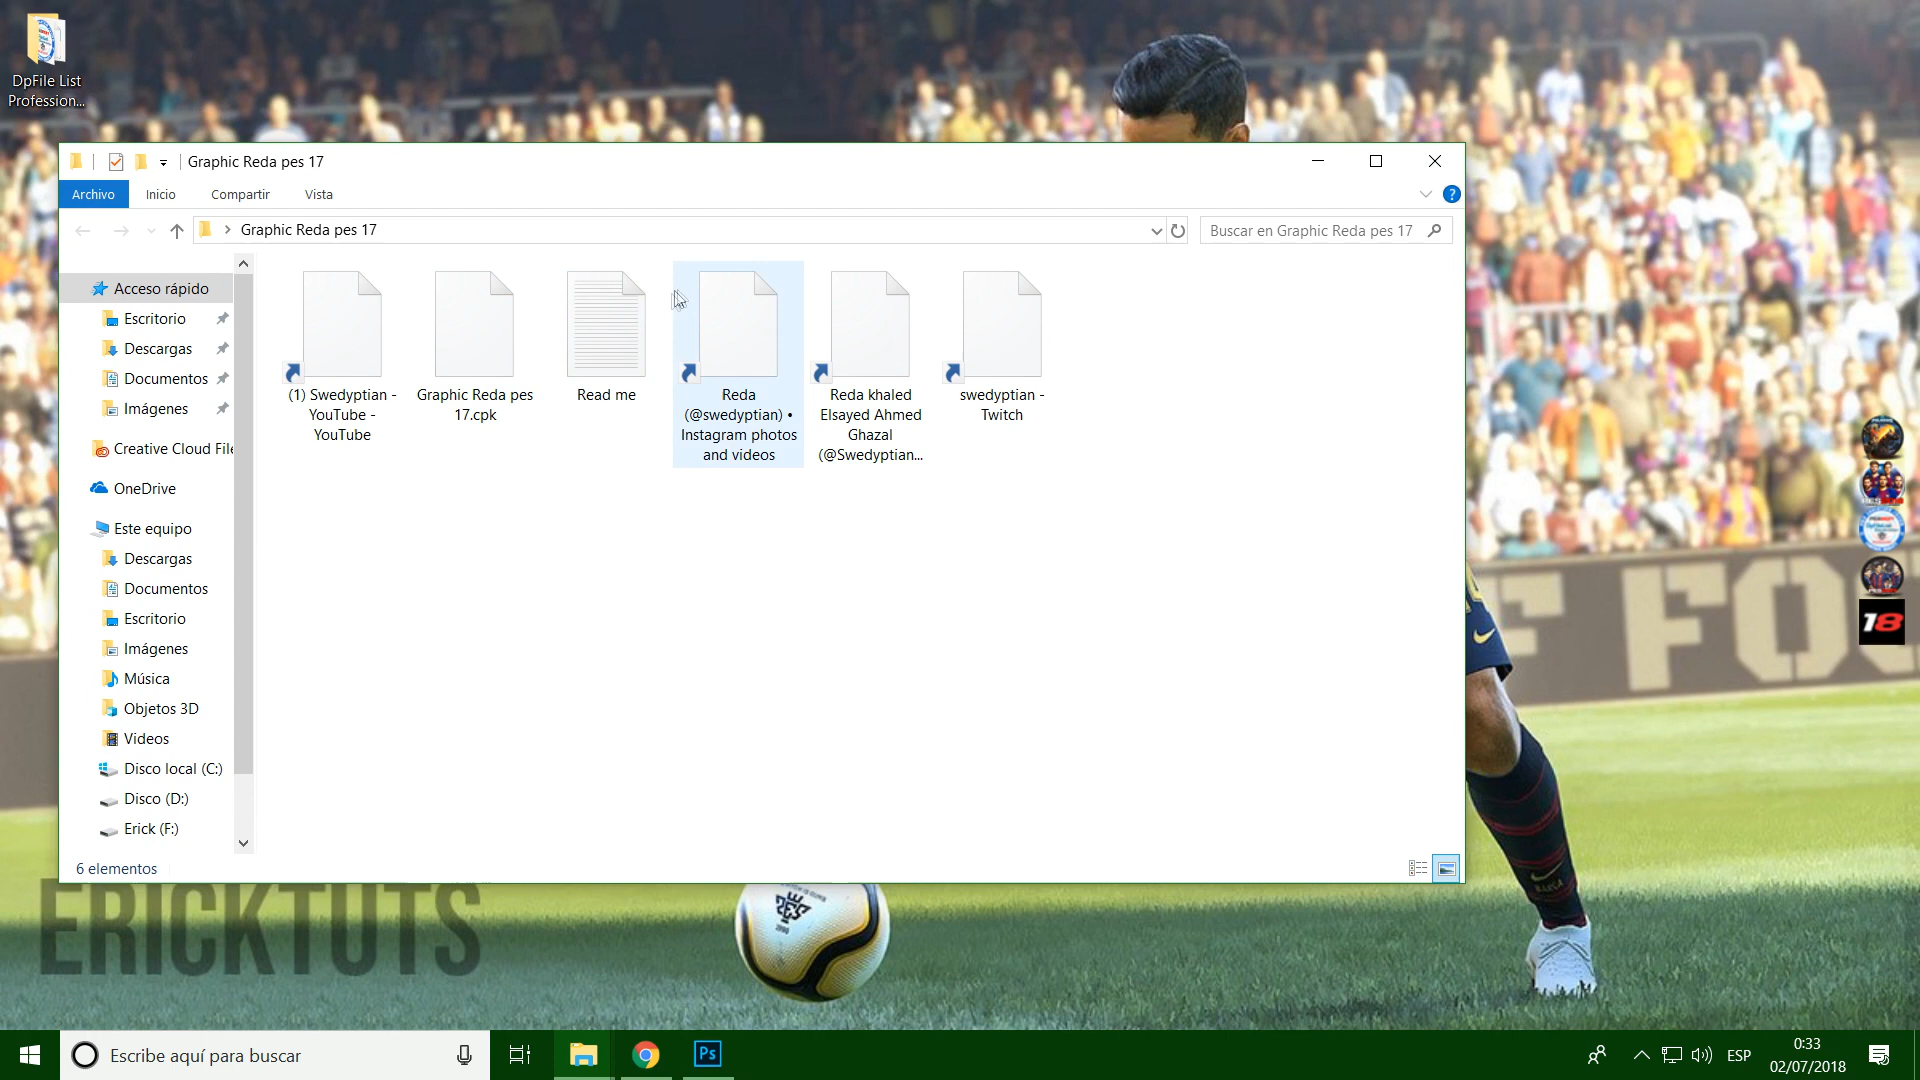 DpFile List
Profession...
Graphic Reda pes 17
Archivo
Inicio
Compartir
Vista
Graphic Reda pes 17
Buscar en Graphic Reda pes 17
Acceso rápido
Escritorio
Descargas
Documentos
Imágenes
Creative Cloud File
OneDrive
Este equipo
Descargas
Documentos
Escritorio
Imágenes
Música
Objetos 3D
Videos
Disco local (C:)
Disco (D:)
Erick (F:)
(1) Swedyptian -
YouTube -
YouTube
Graphic Reda pes
17.cpk
Read me
Reda
(@swedyptian) •
Instagram photos
and videos
Reda khaled
Elsayed Ahmed
Ghazal
(@Swedyptian...
swedyptian -
Twitch
6 elementos
18
F FO
BARÇA
ERICKTUTS
Escribe aquí para buscar
Ps
ESP
0:33
02/07/2018